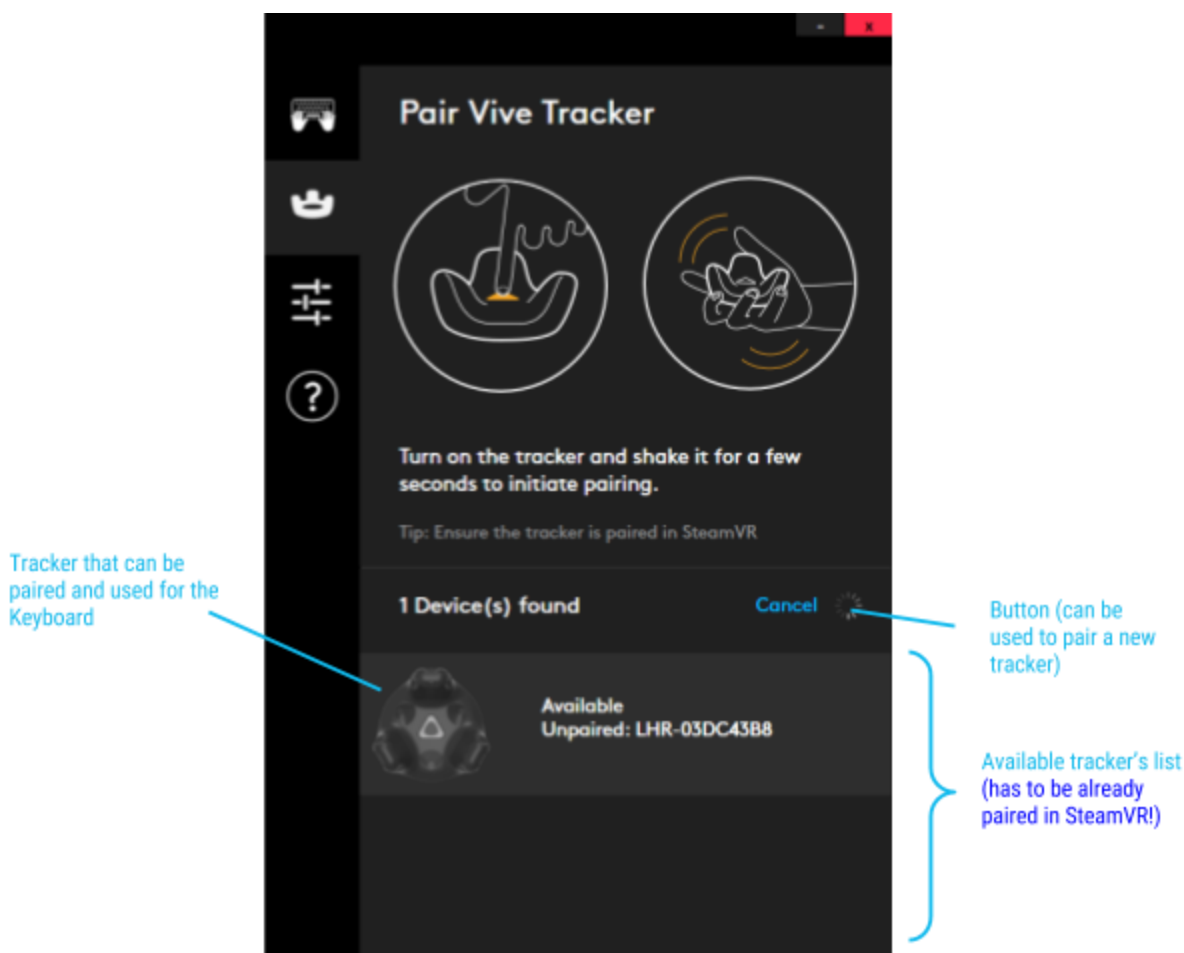 - x
Pair Vive Tracker
?
Turn on the tracker and shake it for a few
seconds to initiate pairing.
Tip: Ensure the tracker is paired in SteamVR
Tracker that can be
paired and used for the
Keyboard
1 Device(s) found
Cancel
Button (can be
used to pair a new
tracker)
Available
Unpaired: LHR-03DC43B8
Available tracker's list
(has to be already
paired in SteamVR!)